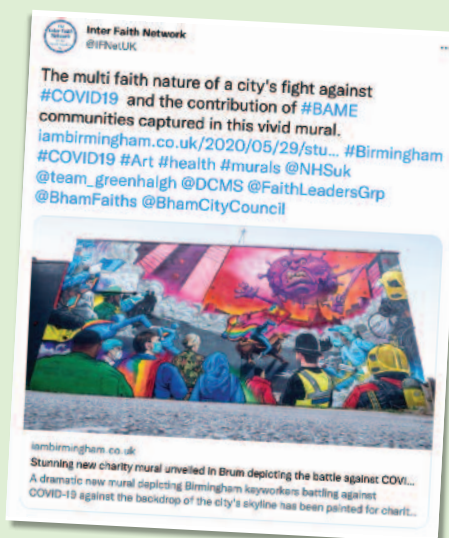 Inter Faith Network
@IFNetUK
The multi faith nature of a city's fight against
#COVID19 and the contribution of #BAME
communities captured in this vivid mural.
iambirmingham.co.uk/2020/05/29/stu... #Birmingham
#COVID19 #Art #health #murals @NHSuk
@team_greenhalgh @DCMS @FaithLeadersGrp
@BhamFaiths @BhamCityCouncil
iambirmingham.co.uk
Stunning new charity mural unveiled in Brum depicting the battle against COVI...
A dramatic new mural depicting Birmingham keyworkers battling against
COVID-19 against the backdrop of the city's skyline has been painted for charit...